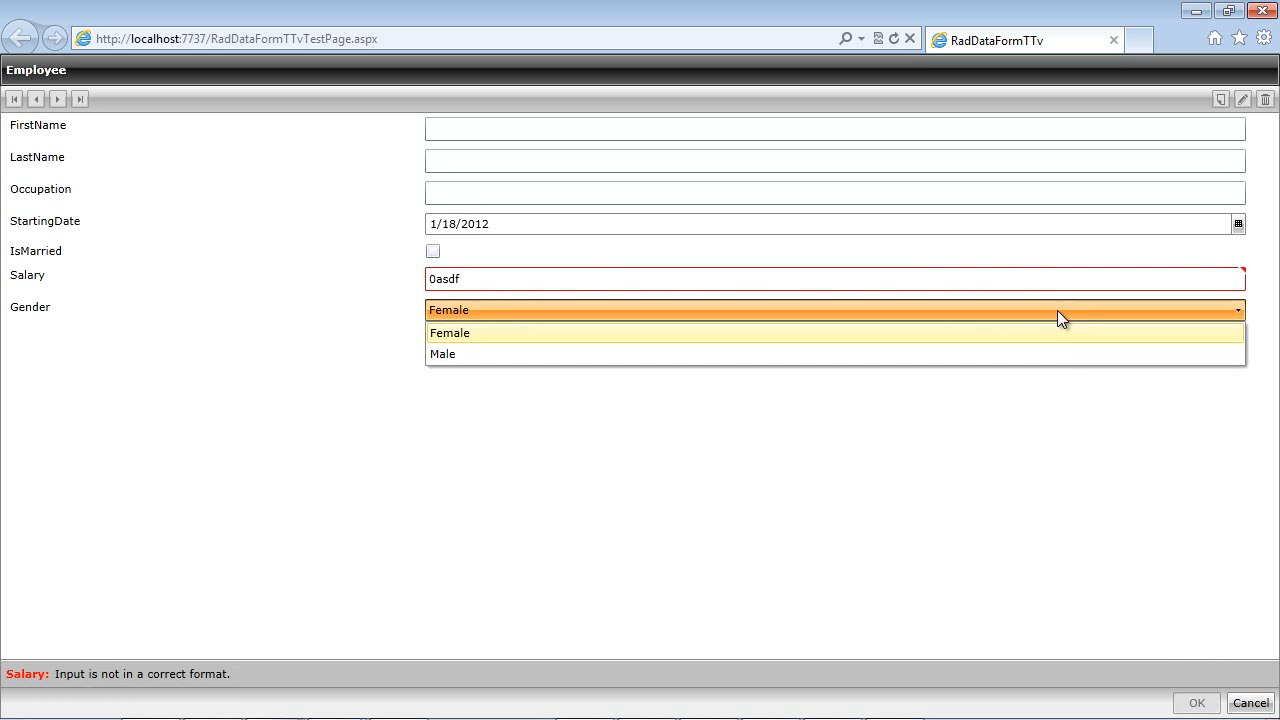 http://localhost:7737/RadDataFormTTvTestPage.aspx
RadDataFormTTv
Employee
FirstName
LastName
Occupation
StartingDate
1/18/2012
IsMarried
Salary
0asdf
Gender
Female
Female
Male
Salary: Input is not in a correct format.
OK
Cancel